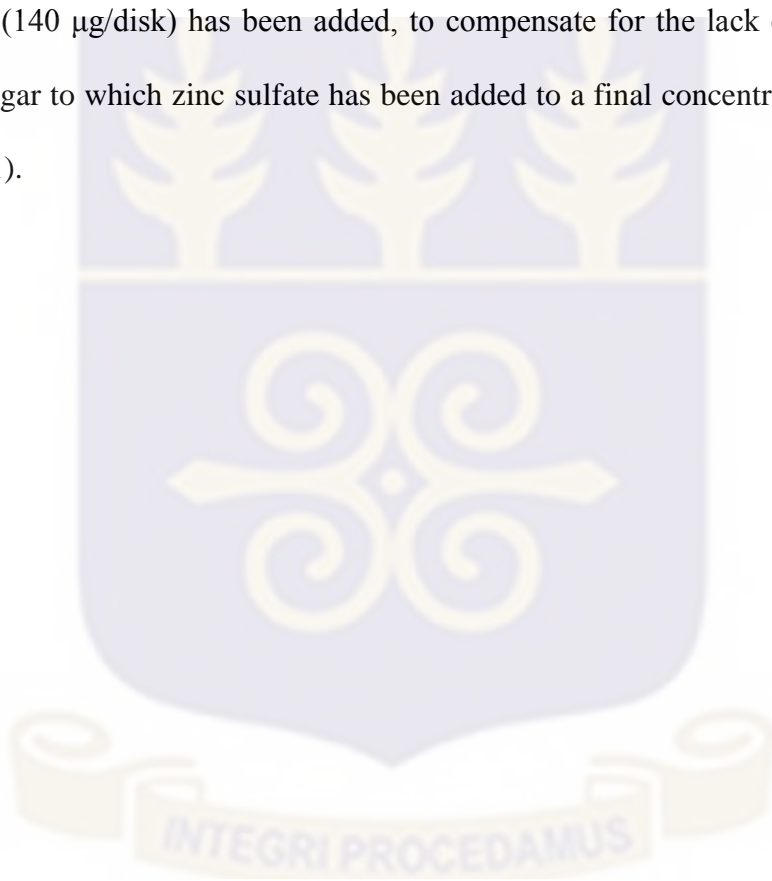 (140 μg/disk) has been added, to compensate for the lack
gar to which zinc sulfate has been added to a final concentr
).
INTEGRI PROCEDAMUS